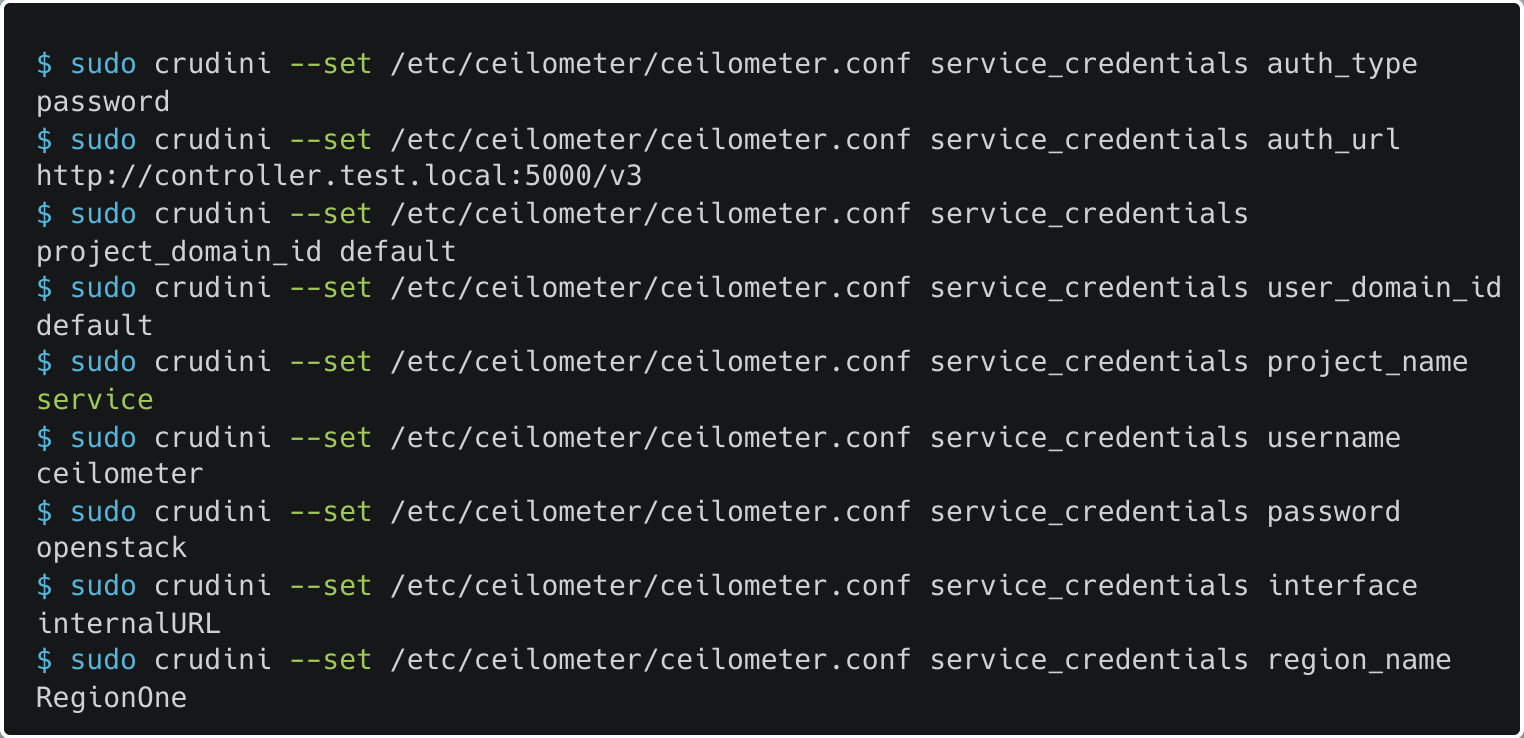 $ sudo crudini --set /etc/ceilometer/ceilometer.conf service_credentials auth_type
password
$ sudo crudini --set /etc/ceilometer/ceilometer.conf service_credentials auth_url
http://controller.test.local:5000/v3
$ sudo crudini --set /etc/ceilometer/ceilometer.conf service_credentials
project_domain_id default
$ sudo crudini --set /etc/ceilometer/ceilometer.conf service_credentials user_domain_id
default
$ sudo crudini --set /etc/ceilometer/ceilometer.conf service_credentials project_name
service
$ sudo crudini --set /etc/ceilometer/ceilometer.conf service_credentials username
ceilometer
$ sudo crudini --set /etc/ceilometer/ceilometer.conf service_credentials password
openstack
$ sudo crudini --set /etc/ceilometer/ceilometer.conf service_credentials interface
internalURL
$ sudo crudini --set /etc/ceilometer/ceilometer.conf service_credentials region_name
RegionOne